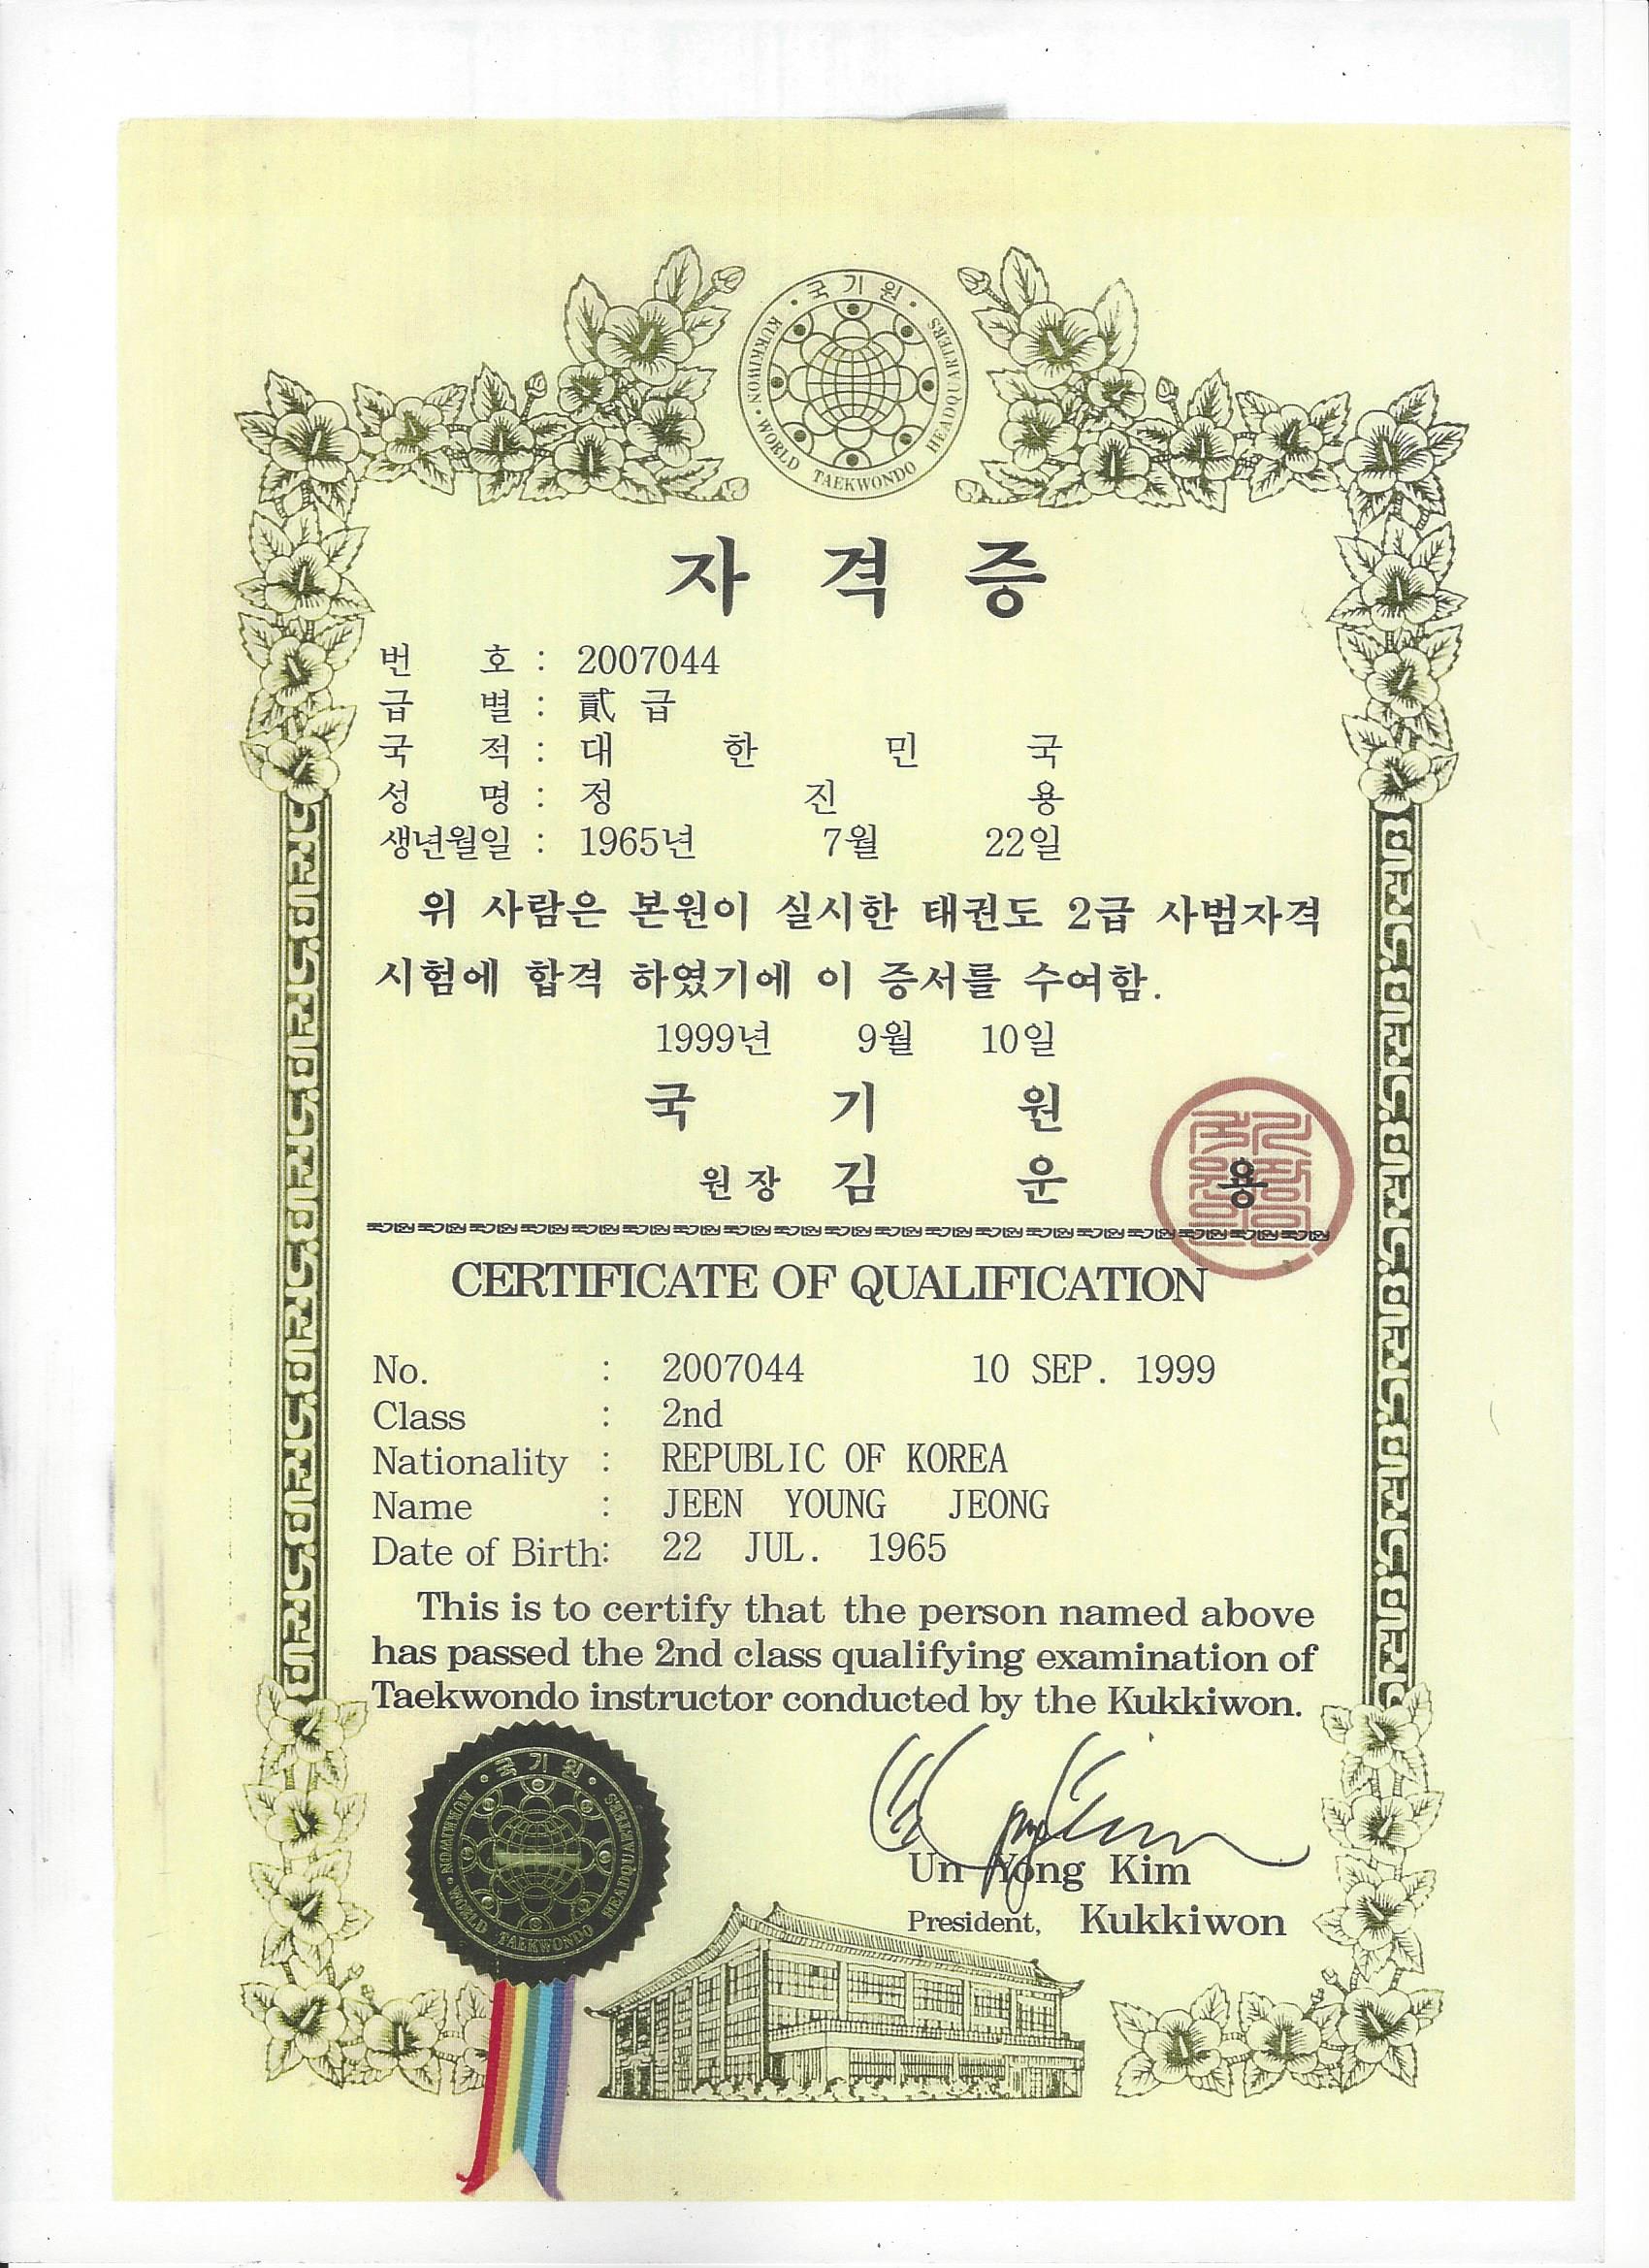 · 국 기 원 ·
KUKKIWON · WORLD TAEKWONDO HEADQUARTERS
자 격 증
번 호 : 2007044
급 별 : 貳 급
국 적 : 대 한 민 국
성 명 : 정 진 용
생년월일 : 1965년 7월 22일
위 사람은 본원이 실시한 태권도 2급 사범자격
시험에 합격 하였기에 이 증서를 수여함.
1999년 9월 10일
국 기 원
원장 김 운 용
CERTIFICATE OF QUALIFICATION
No. : 2007044 10 SEP. 1999
Class : 2nd
Nationality : REPUBLIC OF KOREA
Name : JEEN YOUNG JEONG
Date of Birth: 22 JUL. 1965
This is to certify that the person named above
has passed the 2nd class qualifying examination of
Taekwondo instructor conducted by the Kukkiwon.
Un Yong Kim
President, Kukkiwon
· 국 기 원 ·
KUKKIWON · WORLD TAEKWONDO HEADQUARTERS